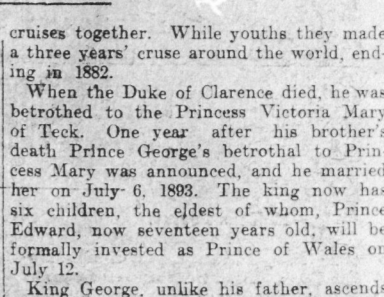 cruises together. While youths they made
a three years' cruse around the world, end-
ing in 1882.
When the Duke of Clarence died, he was
betrothed to the Princess Victoria Mary
of Teck. One year after his brother's
death Prince George's betrothal to Prin
cess Mary was announced, and he married
her on July- 6, 1893. The king now has
six children, the eldest of whom, Prince
Edward, now seventeen years old, will be
formally invested as Prince of Wales on
July 12.
King George, unlike his father, ascends